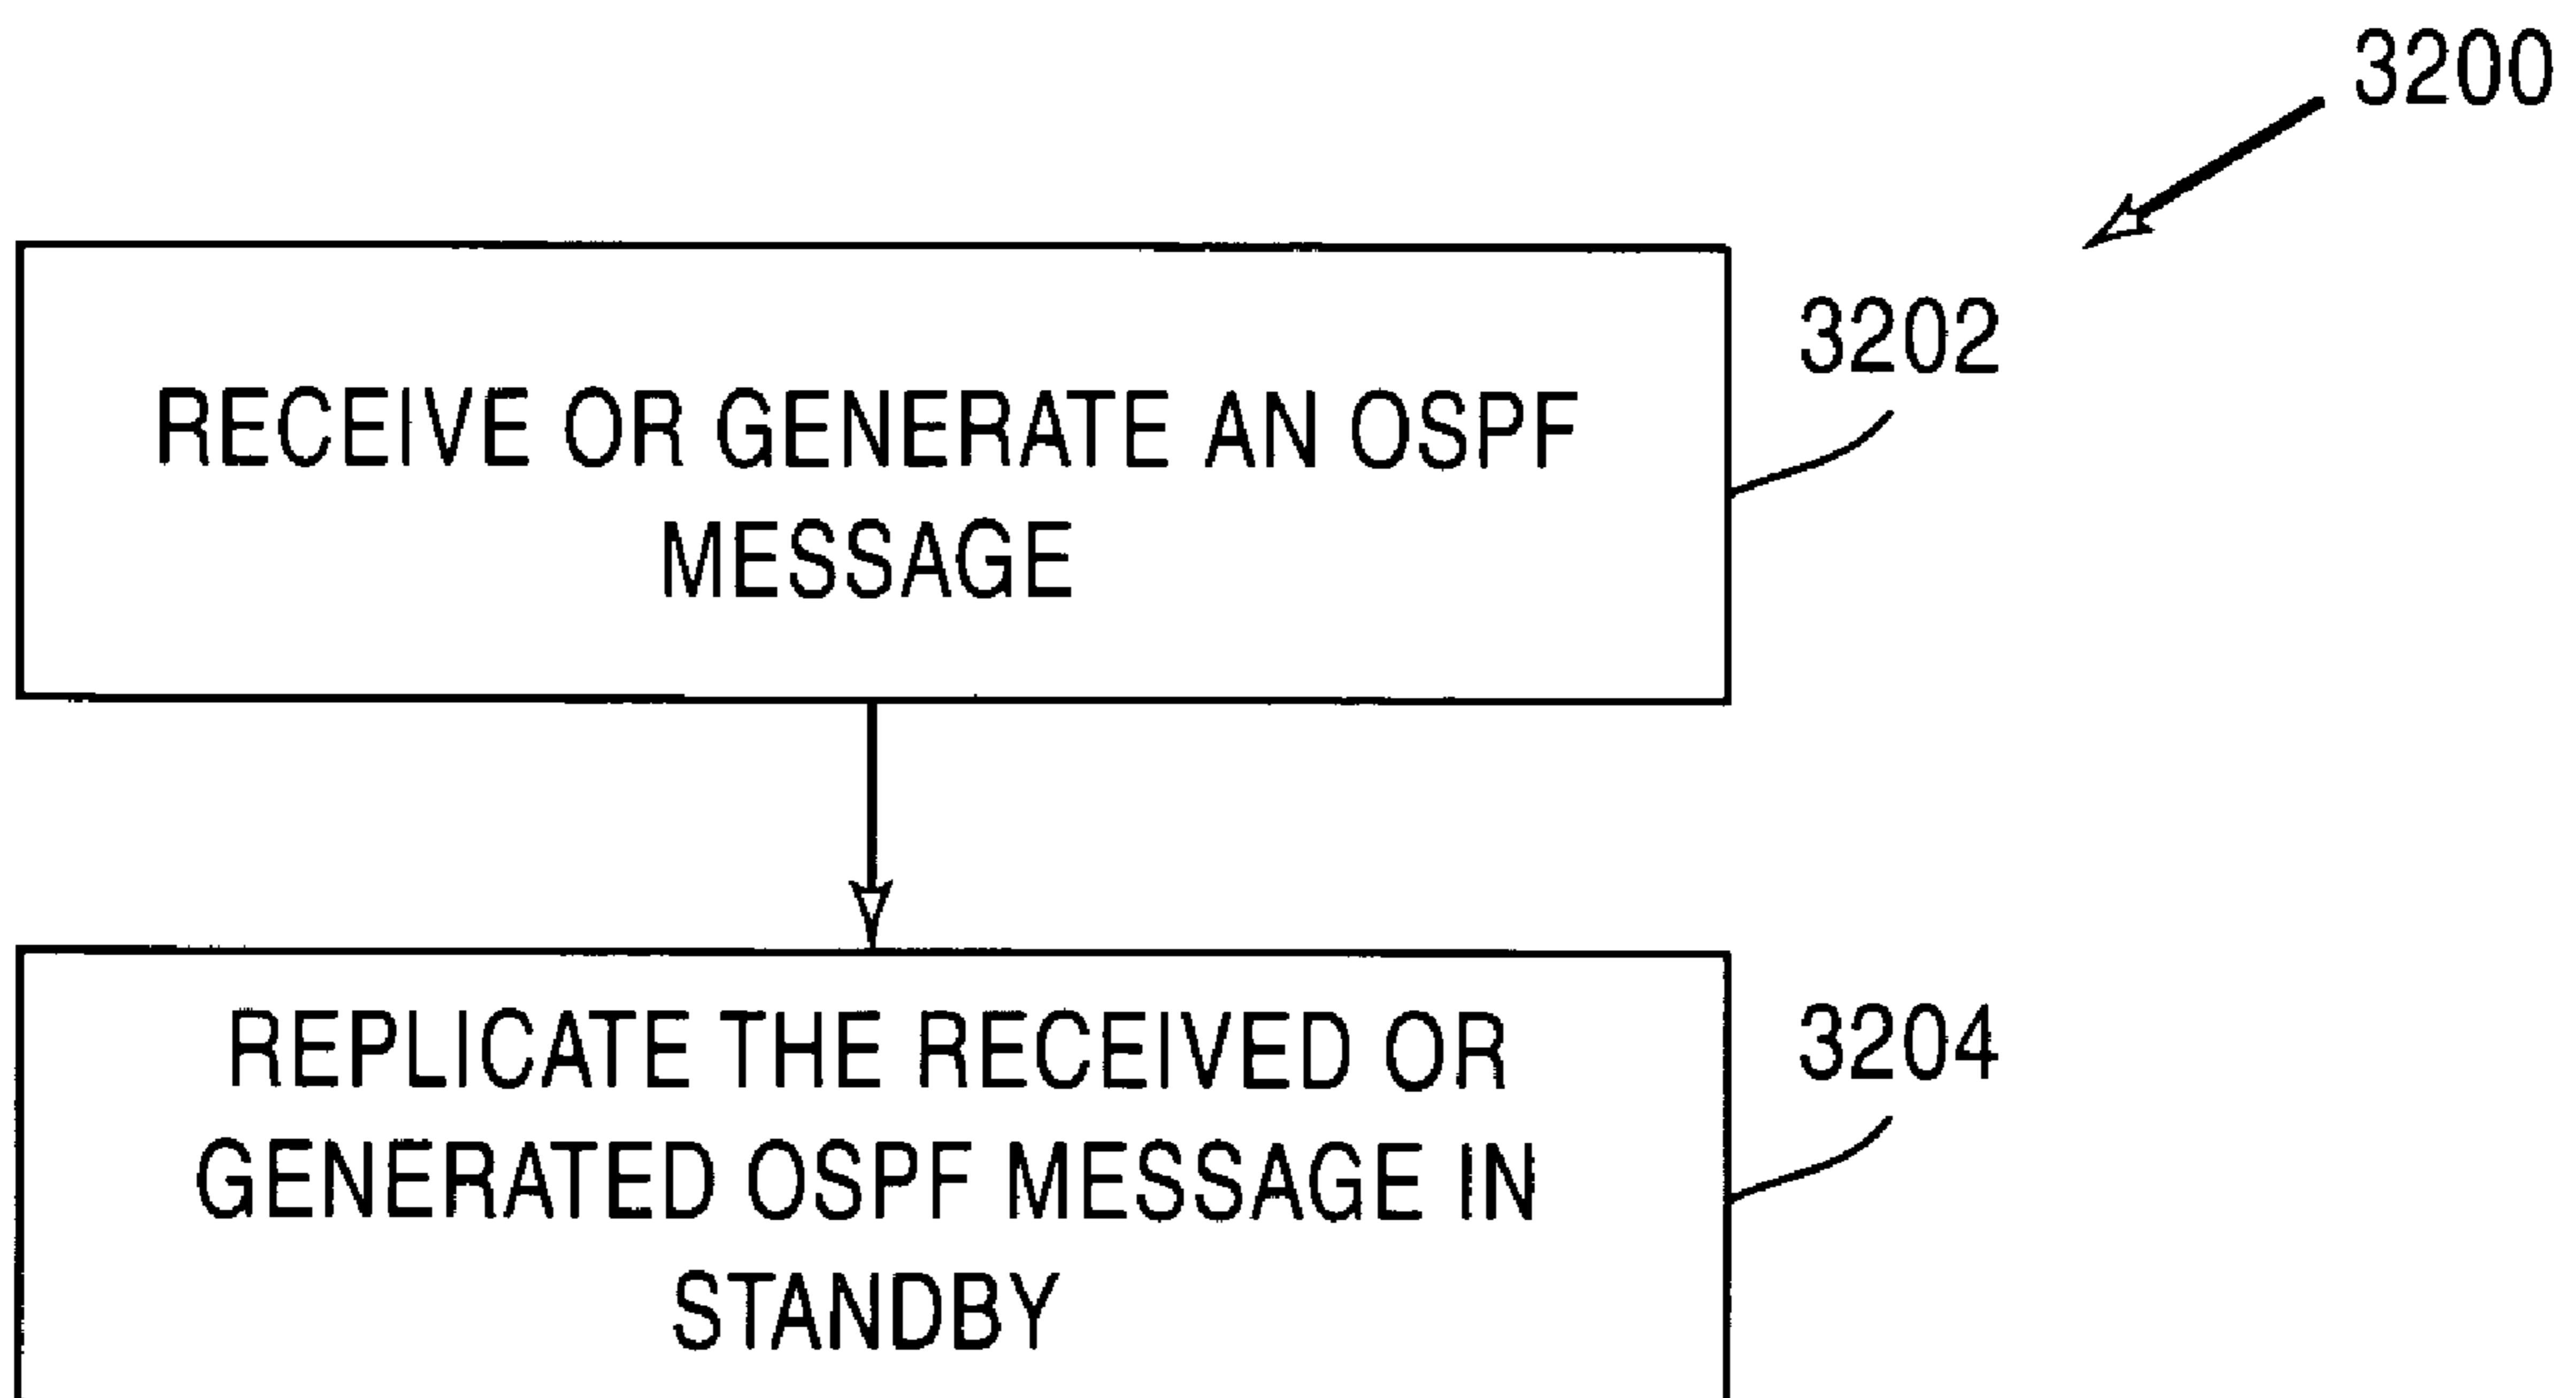 3200
3202
RECEIVE OR GENERATE AN OSPF
MESSAGE
3204
REPLICATE THE RECEIVED OR
GENERATED OSPF MESSAGE IN
STANDBY